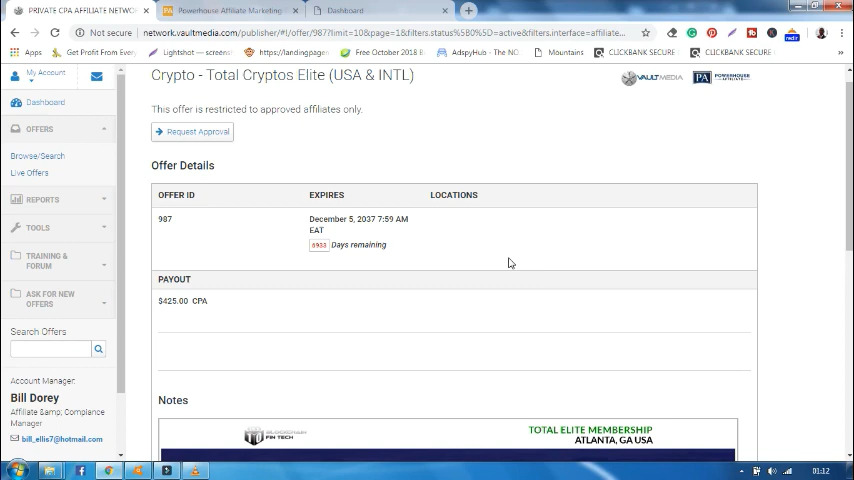 PRIVATE CPA AFFILIATE NETWOR
Powerhouse Affiliate Marketing
Dashboard
Not secure
network.vaultmedia.com/publisher/#!/offer/987?limit=10&page=1&filters.status%5B%5D=active&filters.interface=affiliate...
Apps
Get Profit From Every
Lightshot — screens
https://landingpage
Free October 2018 B
AdspyHub - The NO.
Mountains
CLICKBANK SECURE
CLICKBANK SECURE
»
My Account
Dashboard
OFFERS
Browse/Search
Live Offers
REPORTS
TOOLS
TRAINING &
FORUM
ASK FOR NEW
OFFERS
Search Offers
Account Manager:
Bill Dorey
Affiliate &amp; Compliance
Manager
bill_ellis7@hotmail.com
Crypto - Total Cryptos Elite (USA & INTL)
VAULTMEDIA
PA POWERHOUSE
AFFILIATE
This offer is restricted to approved affiliates only.
Request Approval
Offer Details
OFFER ID EXPIRES LOCATIONS
987 December 5, 2037 7:59 AM
EAT
6933 Days remaining
PAYOUT
$425.00 CPA
Notes
BLOCKCHAIN
FIN TECH
TOTAL ELITE MEMBERSHIP
ATLANTA, GA USA
01:12